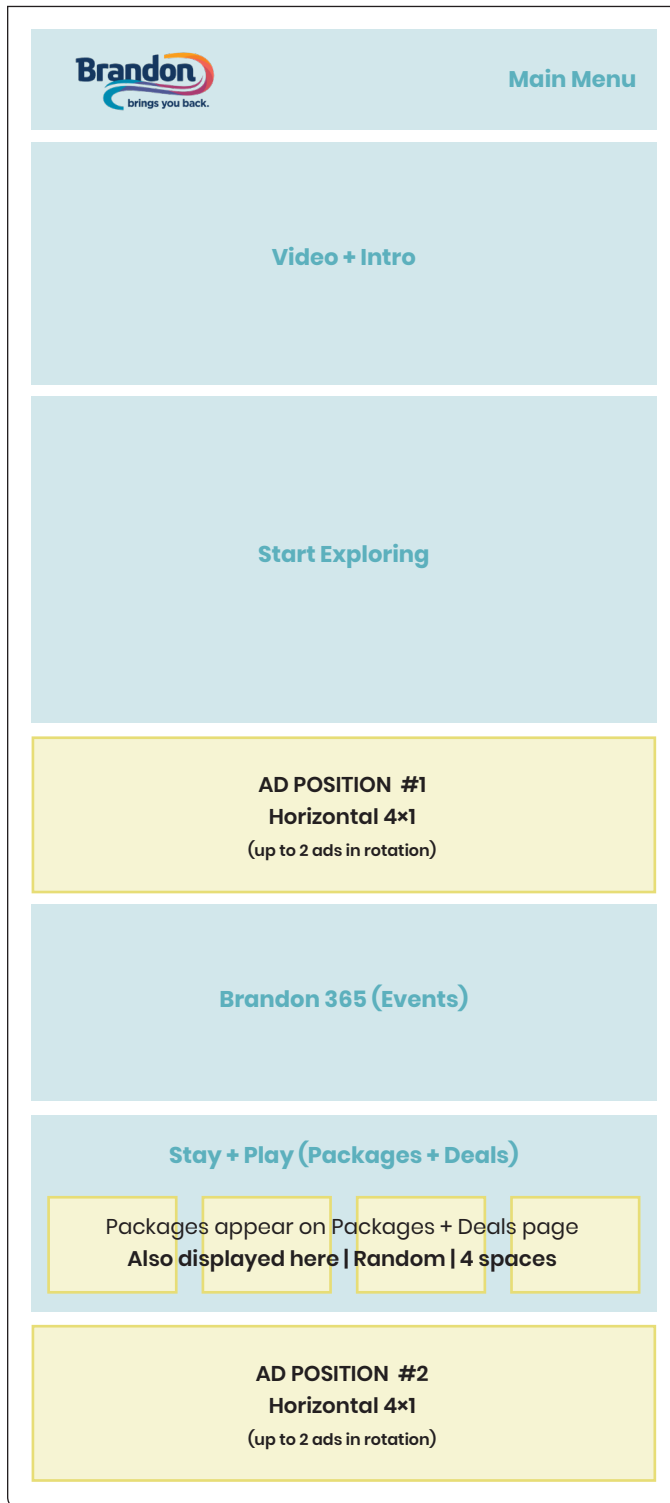 Brandon
brings you back.
Main Menu
Video + Intro
Start Exploring
AD POSITION #1
Horizontal 4×1
(up to 2 ads in rotation)
Brandon 365 (Events)
Stay + Play (Packages + Deals)
Packages appear on Packages + Deals page
Also displayed here | Random | 4 spaces
AD POSITION #2
Horizontal 4×1
(up to 2 ads in rotation)